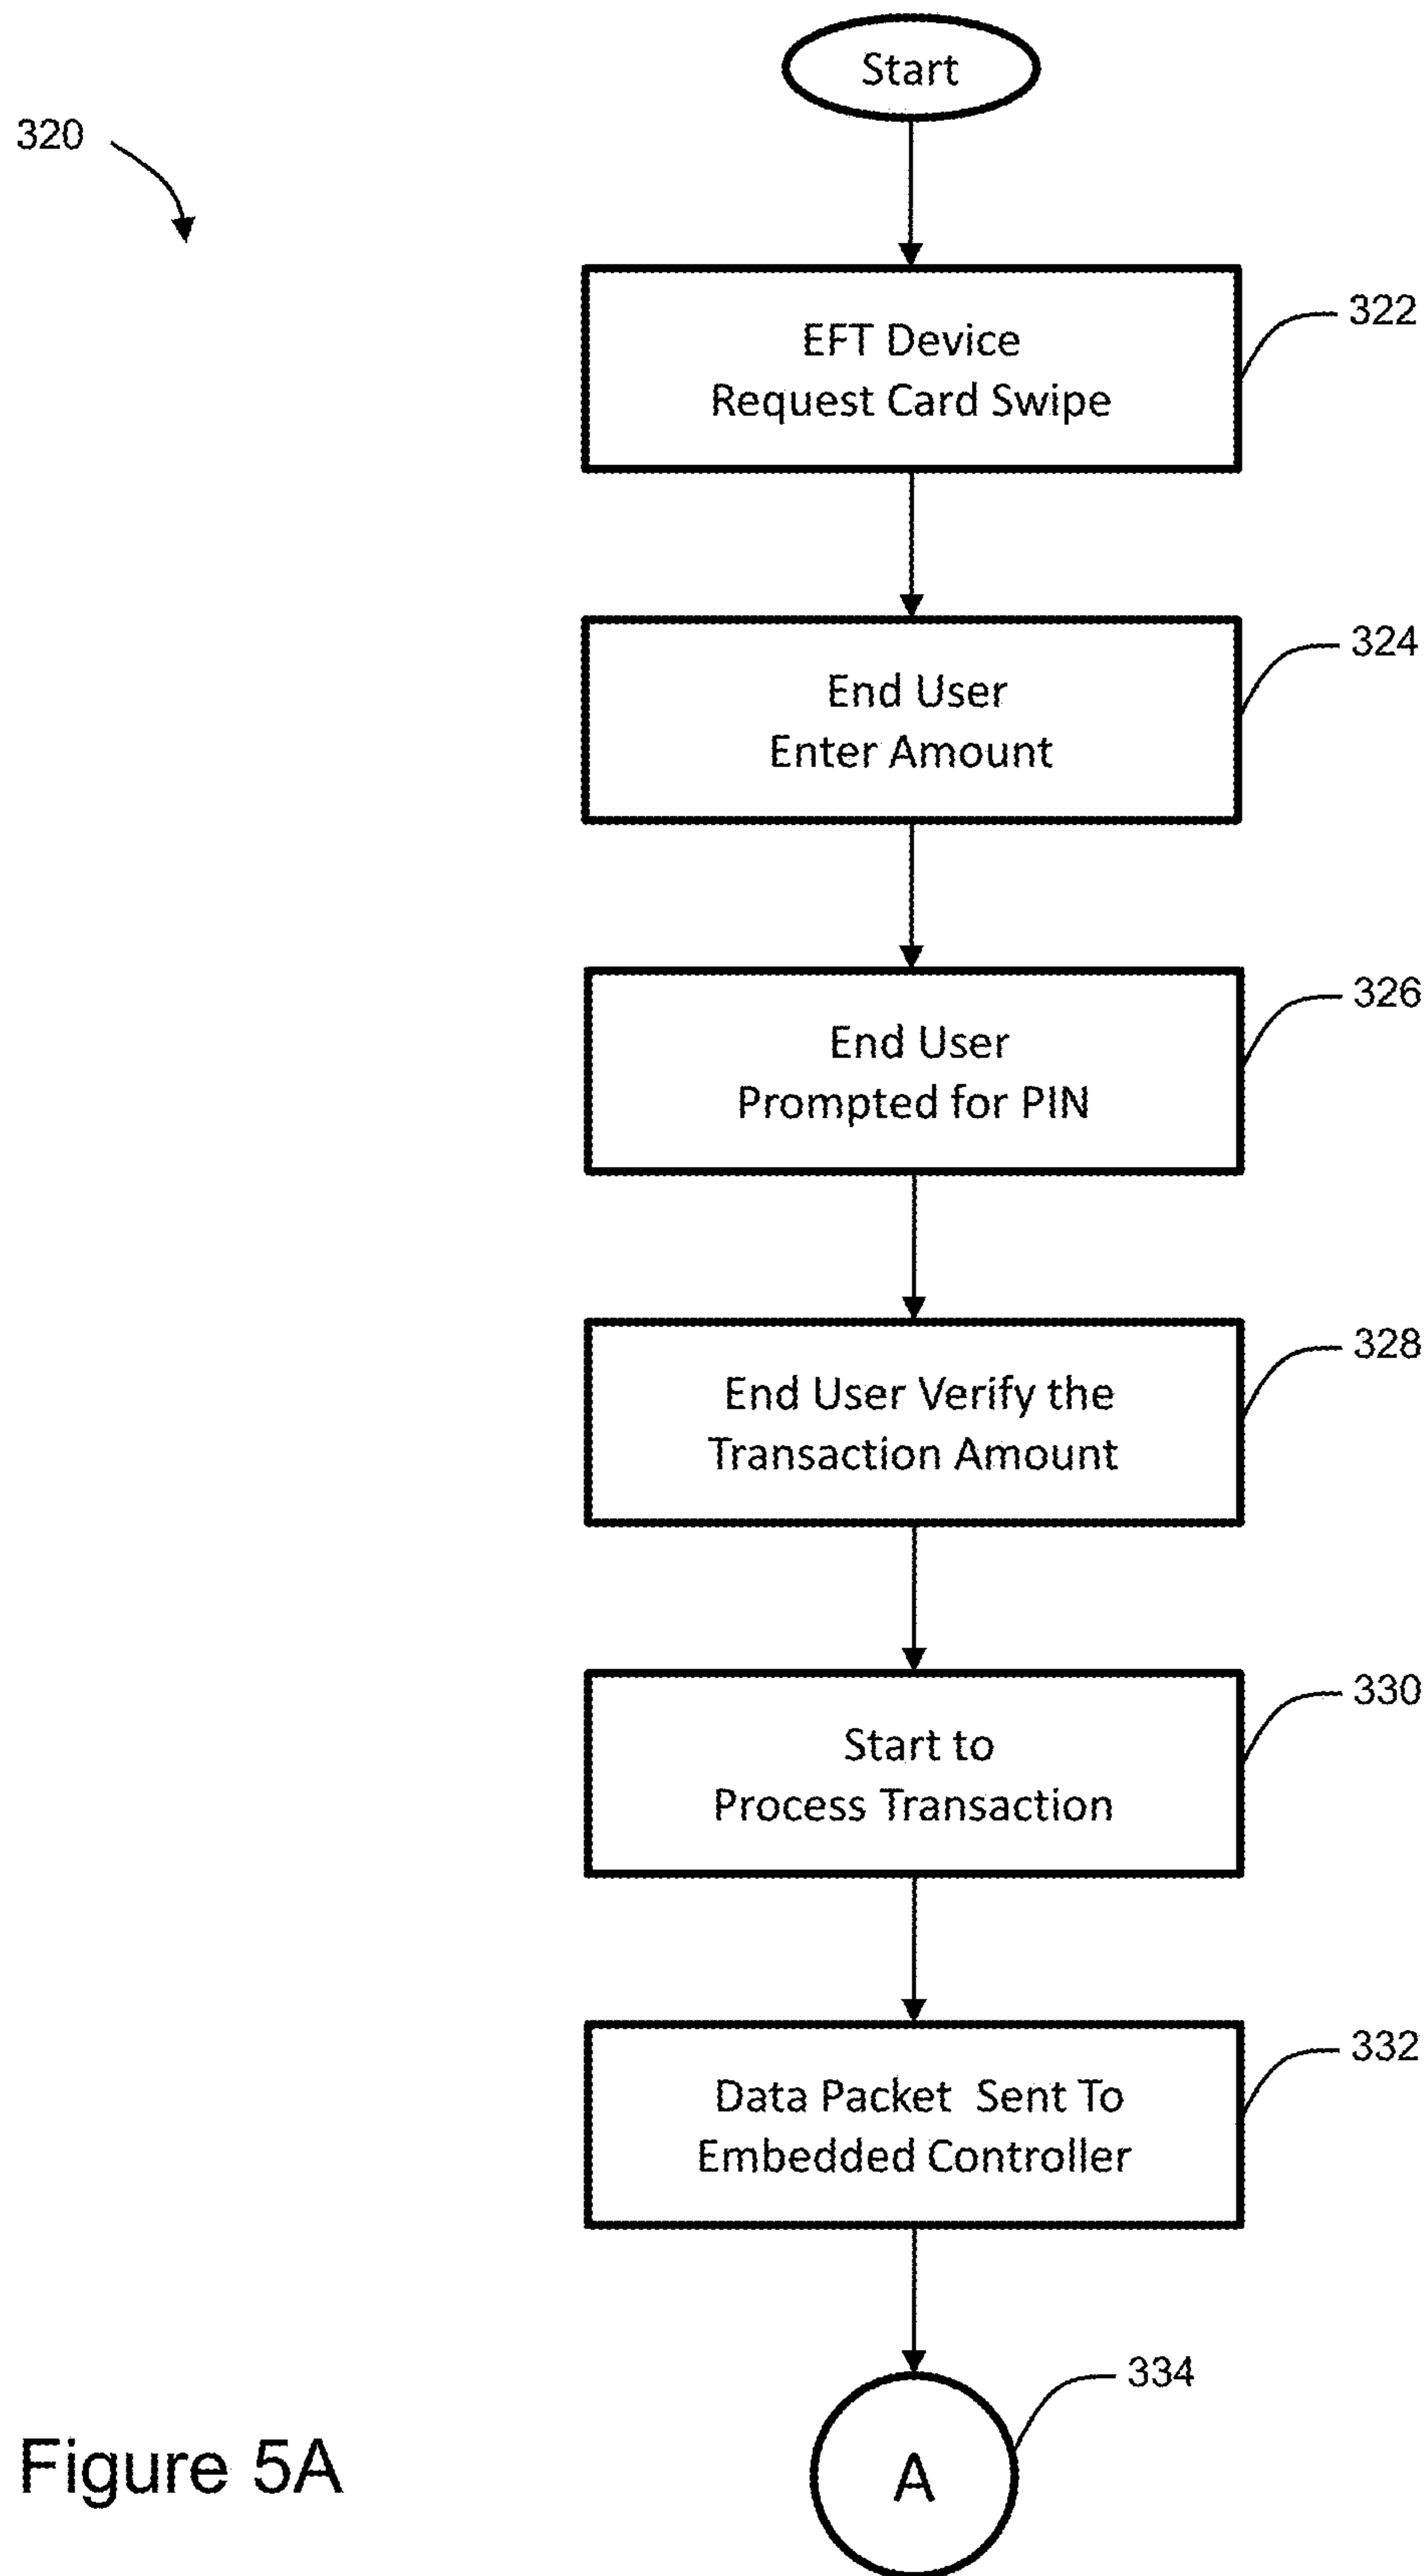 Start
320
EFT Device
Request Card Swipe
322
End User
Enter Amount
324
End User
Prompted for PIN
326
End User Verify the
Transaction Amount
328
Start to
Process Transaction
330
Data Packet Sent To
Embedded Controller
332
334
A
Figure 5A